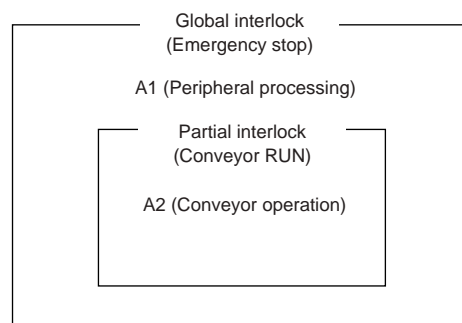 Global interlock
(Emergency stop)
A1 (Peripheral processing)
Partial interlock
(Conveyor RUN)
A2 (Conveyor operation)